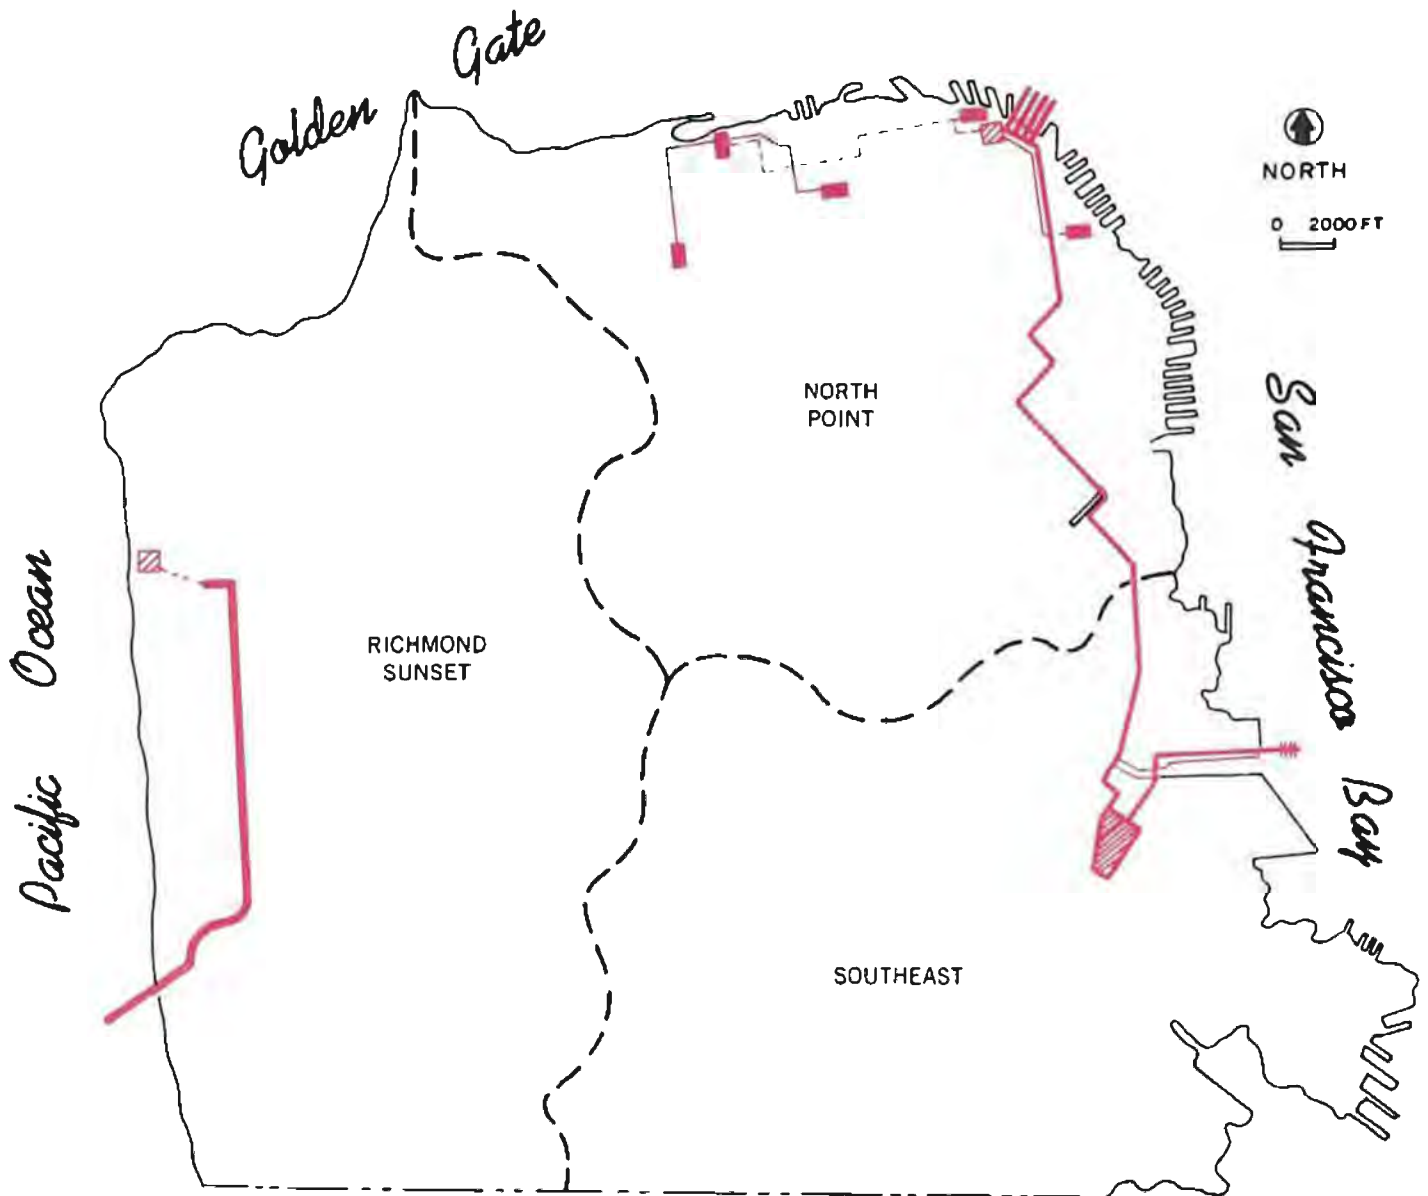 Golden Gate
NORTH
0 2000 FT
NORTH
POINT
San Francisco Bay
Pacific Ocean
RICHMOND
SUNSET
SOUTHEAST